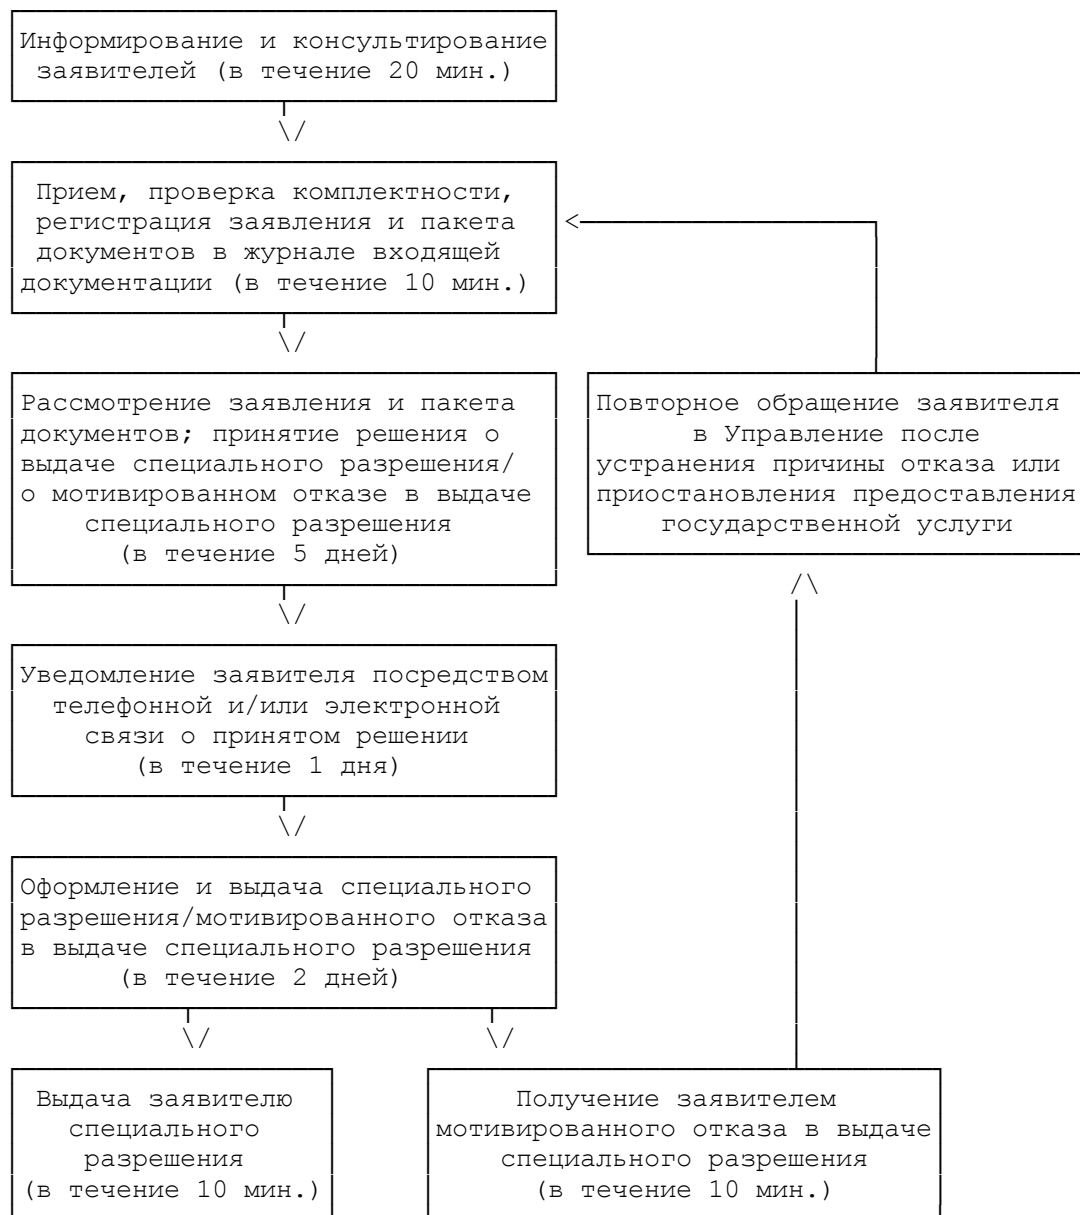 Информирование и консультирование
заявителей (в течение 20 мин.)
Прием, проверка комплектности,
регистрация заявления и пакета
документов в журнале входящей
документации (в течение 10 мин.)
Рассмотрение заявления и пакета
документов; принятие решения о
выдаче специального разрешения/
о мотивированном отказе в выдаче
специального разрешения
(в течение 5 дней)
Повторное обращение заявителя
в Управление после
устранения причины отказа или
приостановления предоставления
государственной услуги
Уведомление заявителя посредством
телефонной и/или электронной
связи о принятом решении
(в течение 1 дня)
Оформление и выдача специального
разрешения/мотивированного отказа
в выдаче специального разрешения
(в течение 2 дней)
Выдача заявителю
специального
разрешения
(в течение 10 мин.)
Получение заявителем
мотивированного отказа в выдаче
специального разрешения
(в течение 10 мин.)